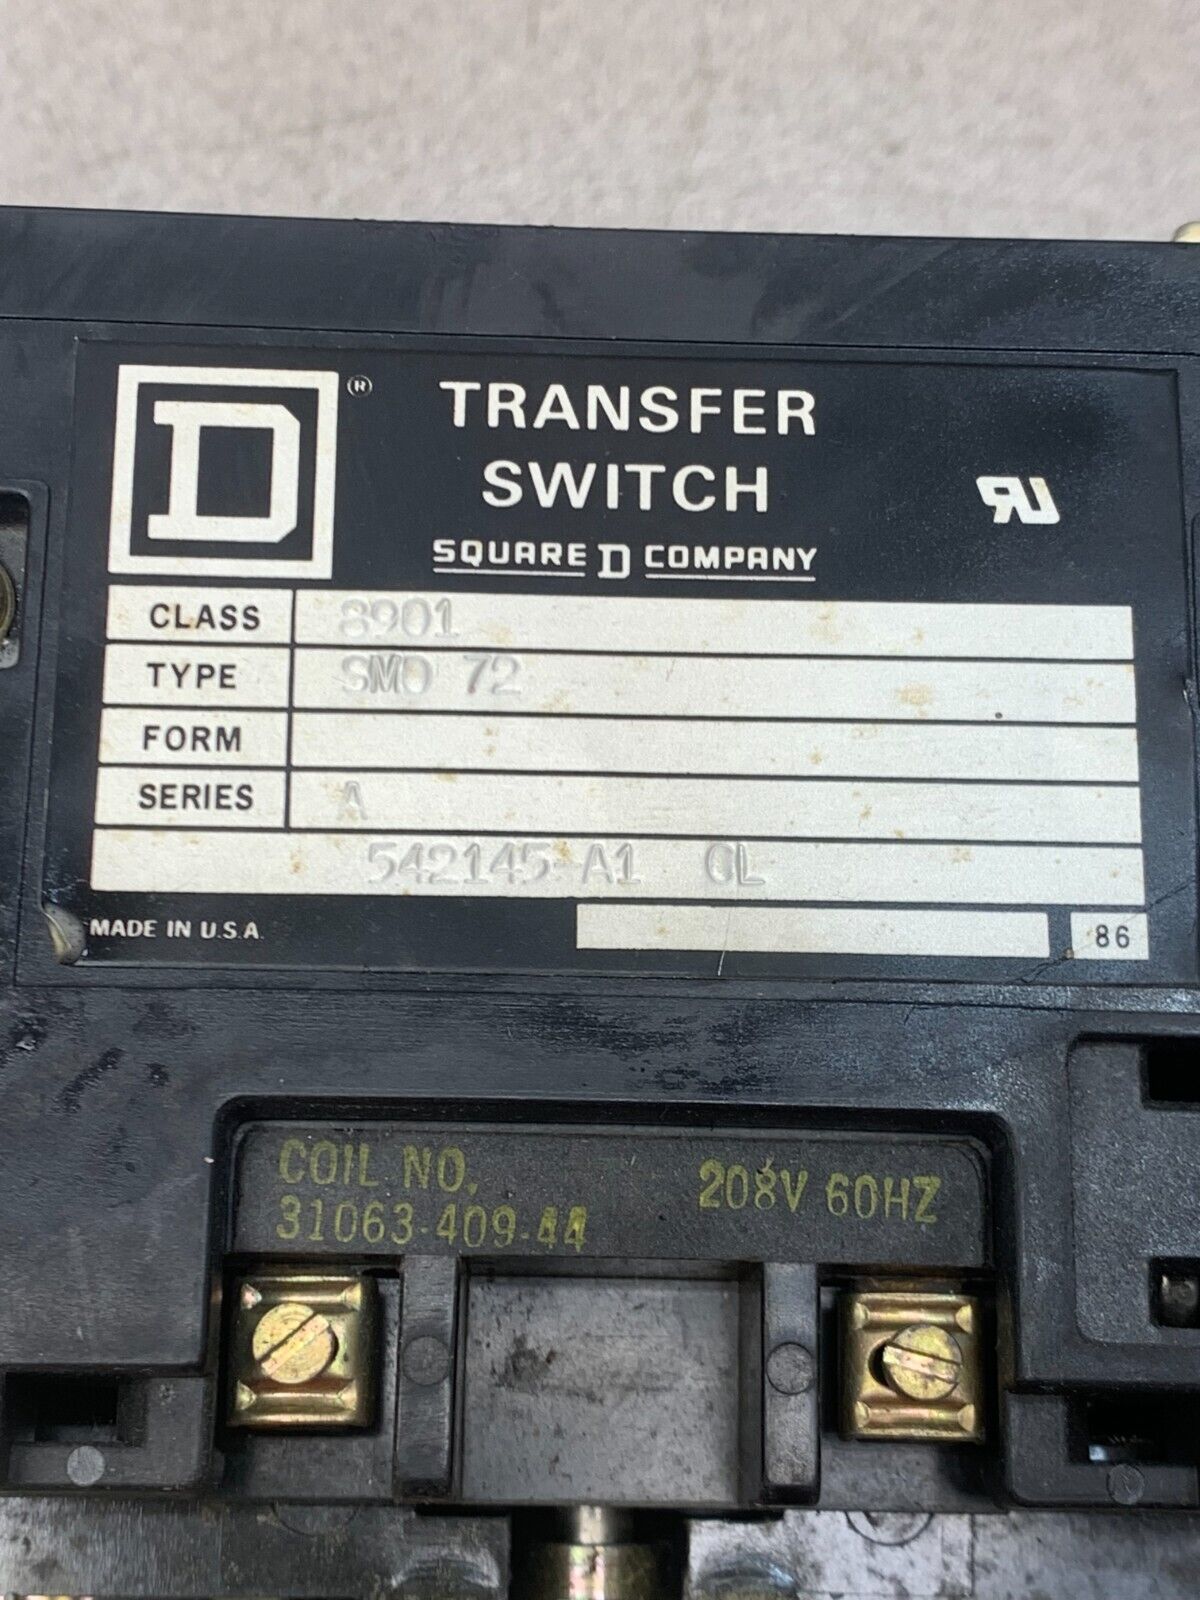 D ®
TRANSFER
SWITCH
SQUARE D COMPANY
RU
CLASS 8901
TYPE SMO 72
FORM
SERIES A
542145-A1 OL
MADE IN U.S.A.
86
COIL NO. 208V 60HZ
31063-409-44